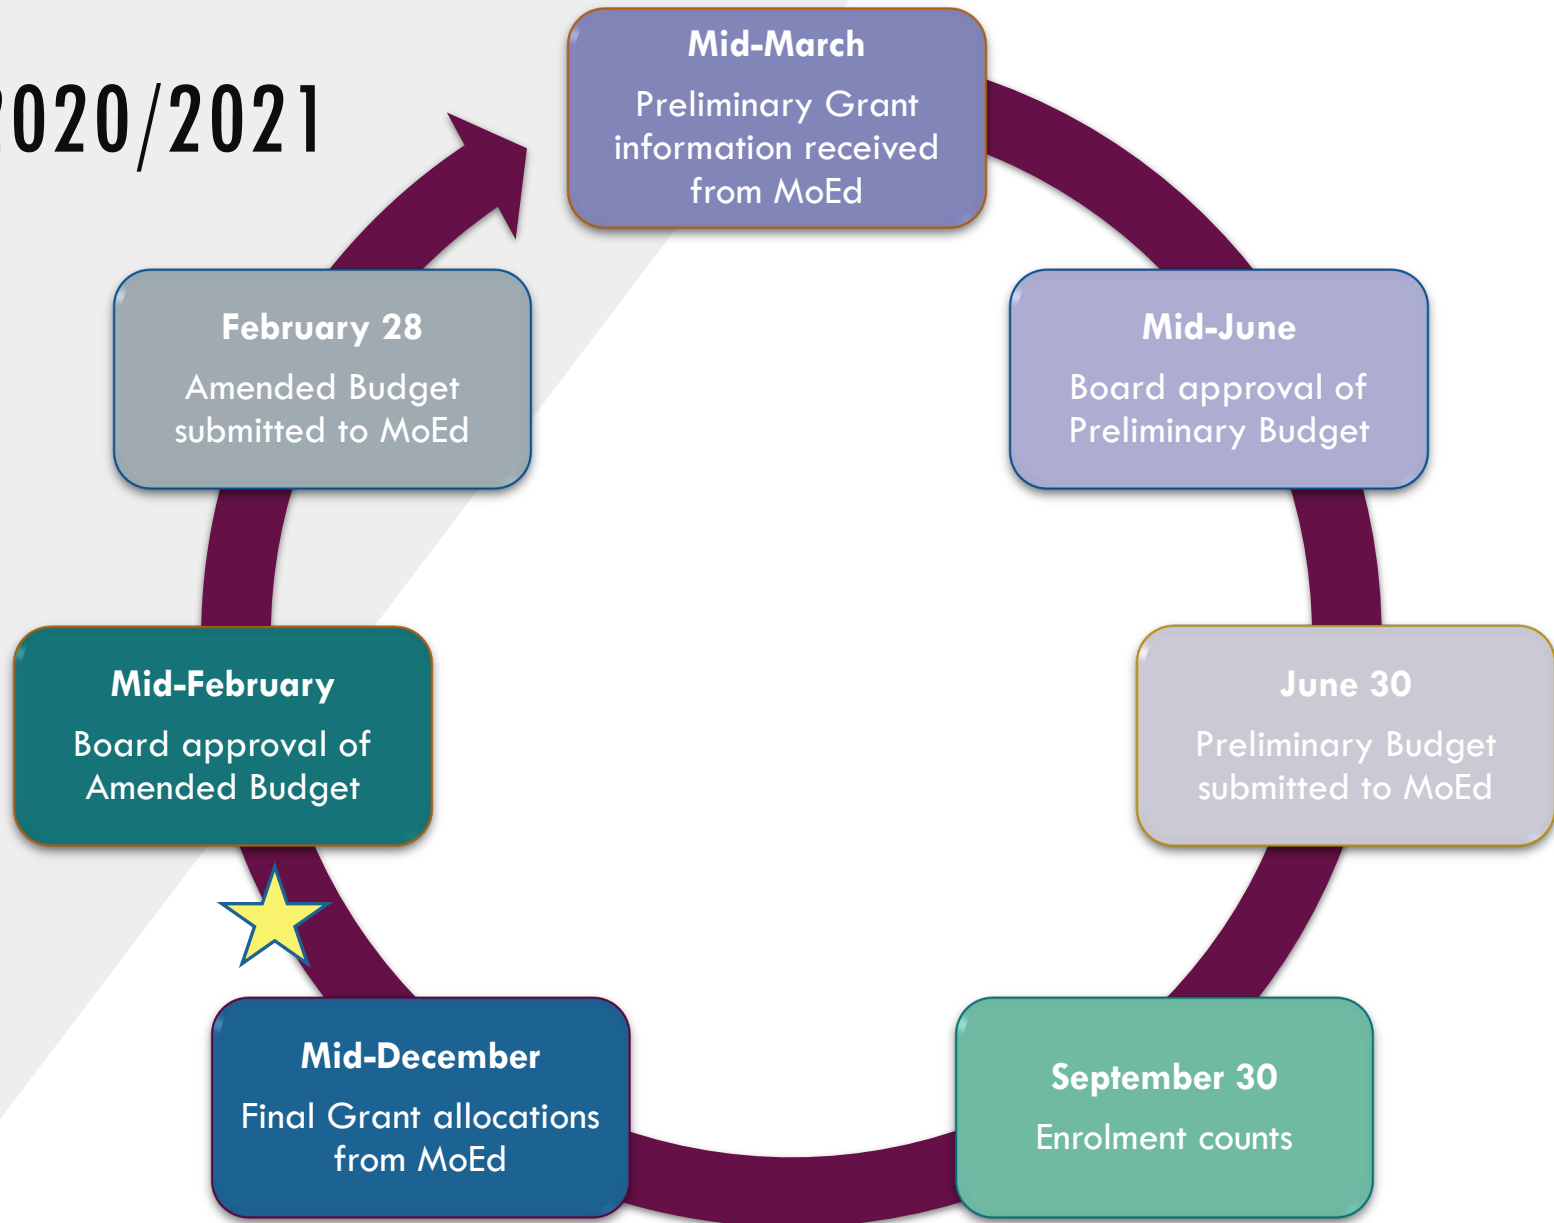 2020/2021
Mid-March
Preliminary Grant
information received
from MoEd
Mid-June
Board approval of
Preliminary Budget
June 30
Preliminary Budget
submitted to MoEd
September 30
Enrolment counts
Mid-December
Final Grant allocations
from MoEd
Mid-February
Board approval of
Amended Budget
February 28
Amended Budget
submitted to MoEd